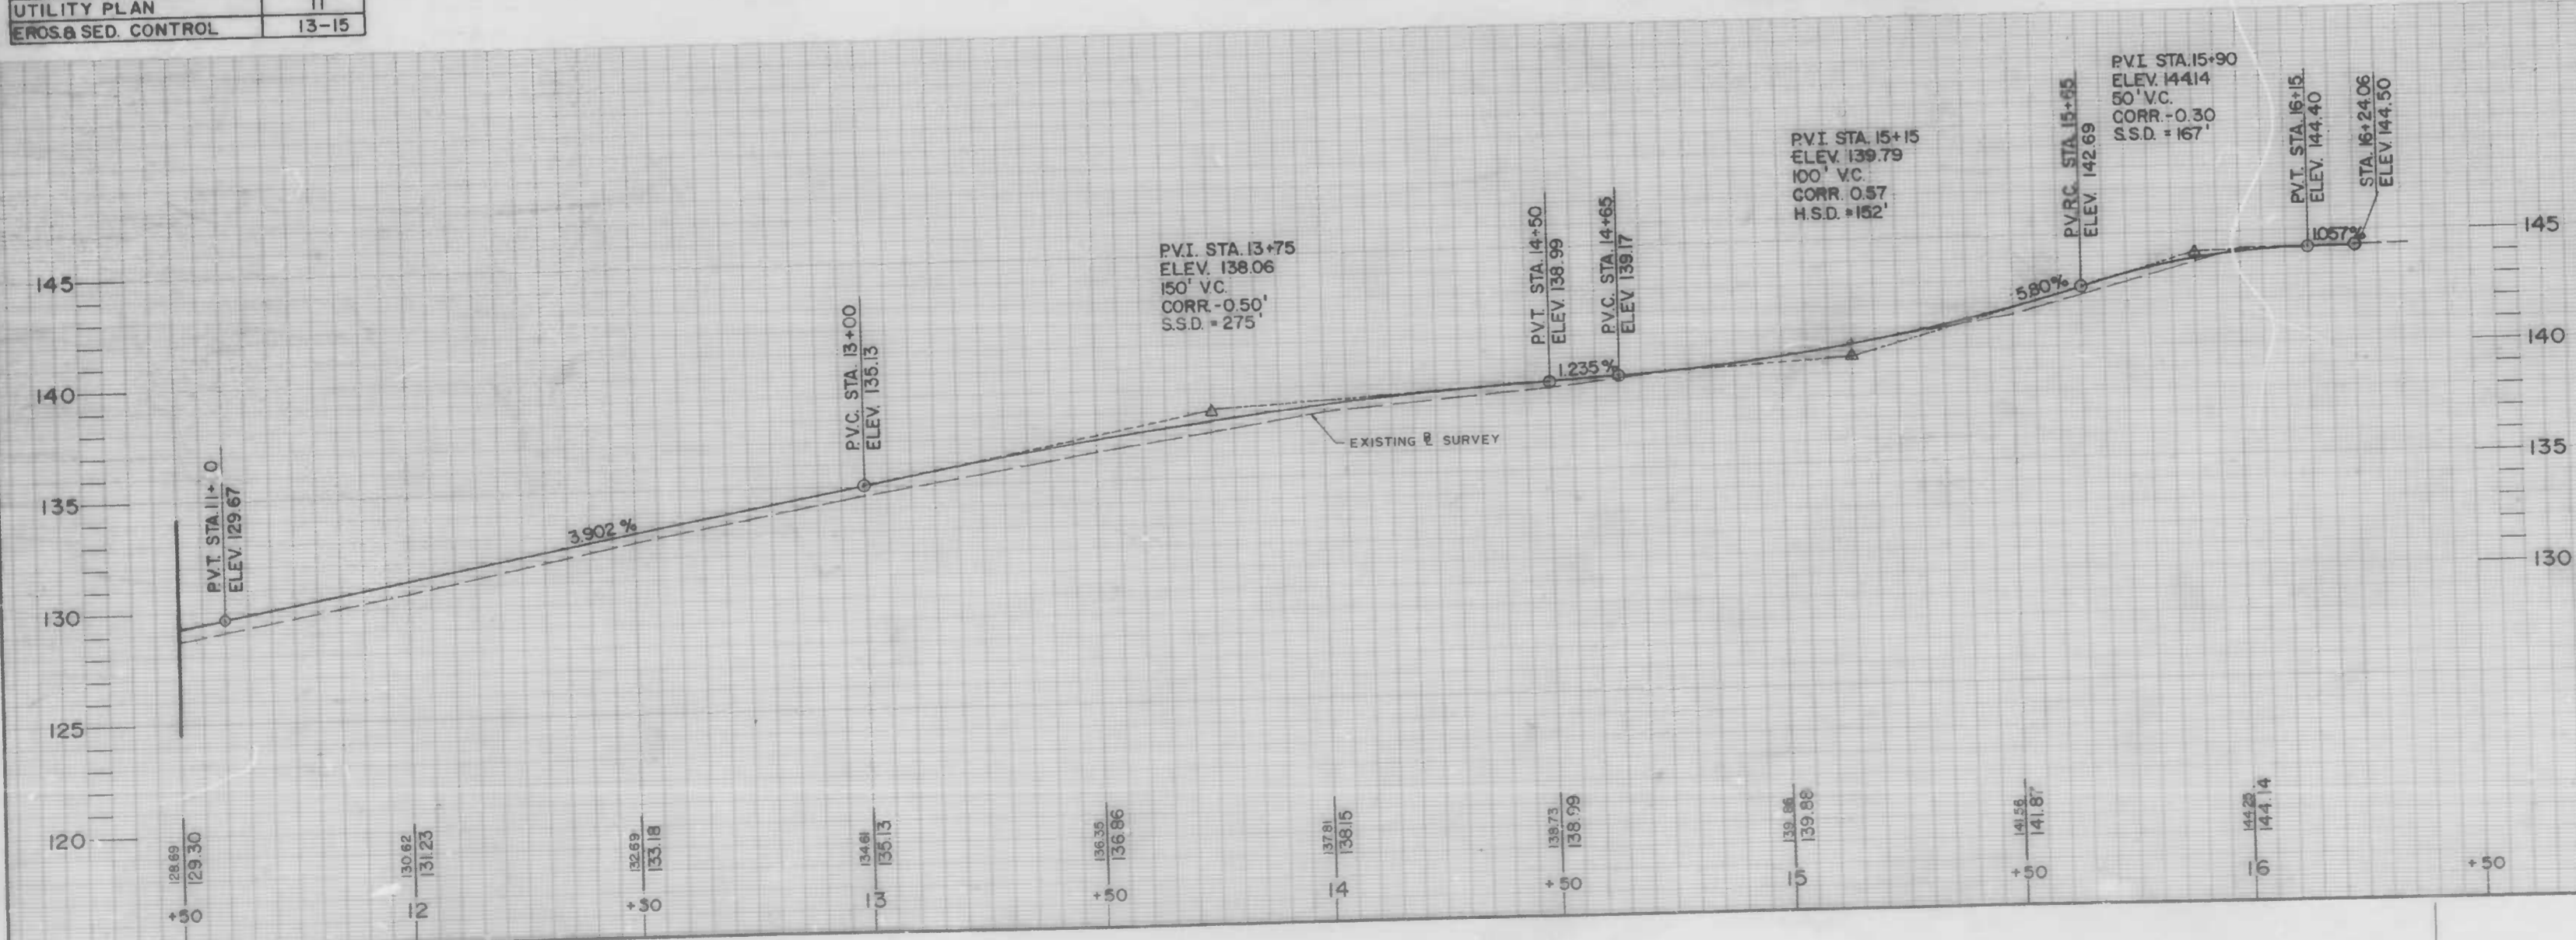 UTILITY PLAN 11
EROS.& SED. CONTROL 13-15
P.V.I. STA.15+90
ELEV. 144.14
50' V.C.
CORR.-0.30
S.S.D. = 167'
P.V.T. STA. 16+15
ELEV. 144.40
STA. 16+24.06
ELEV. 144.50
P.V.R.C. STA. 15+65
ELEV. 142.69
P.V.I. STA. 15+15
ELEV. 139.79
100' V.C.
CORR. 0.57
H.S.D. = 152'
P.V.T. STA. 14+50
ELEV. 138.99
P.V.C. STA. 14+65
ELEV. 139.17
P.V.I. STA. 13+75
ELEV. 138.06
150' V.C.
CORR.-0.50'
S.S.D. = 275'
P.V.C. STA. 13+00
ELEV. 135.13
P.V.T. STA. 11+ 0
ELEV. 129.67
3.902 %
1.235 %
5.80 %
1.057%
EXISTING ℄ SURVEY
145
140
135
130
125
120
145
140
135
130
128.69
129.30
130.62
131.23
132.69
133.18
134.61
135.13
136.35
136.86
137.81
138.15
138.73
138.99
139.86
139.88
141.56
141.87
144.25
144.14
+50
12
+50
13
+50
14
+50
15
+50
16
+50